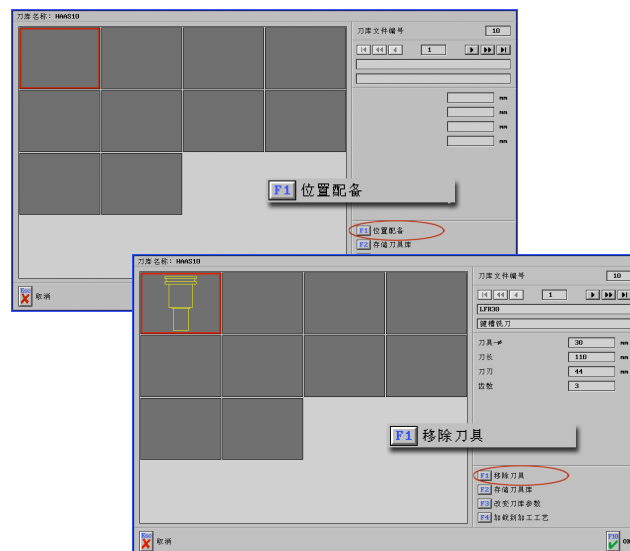 刀库名称: HAAS10
刀库文件编号 10
1
mm
mm
mm
mm
F1 位置配备
F1 位置配备
F2 存储刀具库
Esc 取消
刀库名称: HAAS10
刀库文件编号 10
1
LFR30
键槽铣刀
刀具-ø 30 mm
刀长 110 mm
刀刃 44 mm
齿数 3
F1 移除刀具
F1 移除刀具
F2 存储刀具库
F3 改变刀库参数
F4 加载到加工工艺
Esc 取消
F10 OK